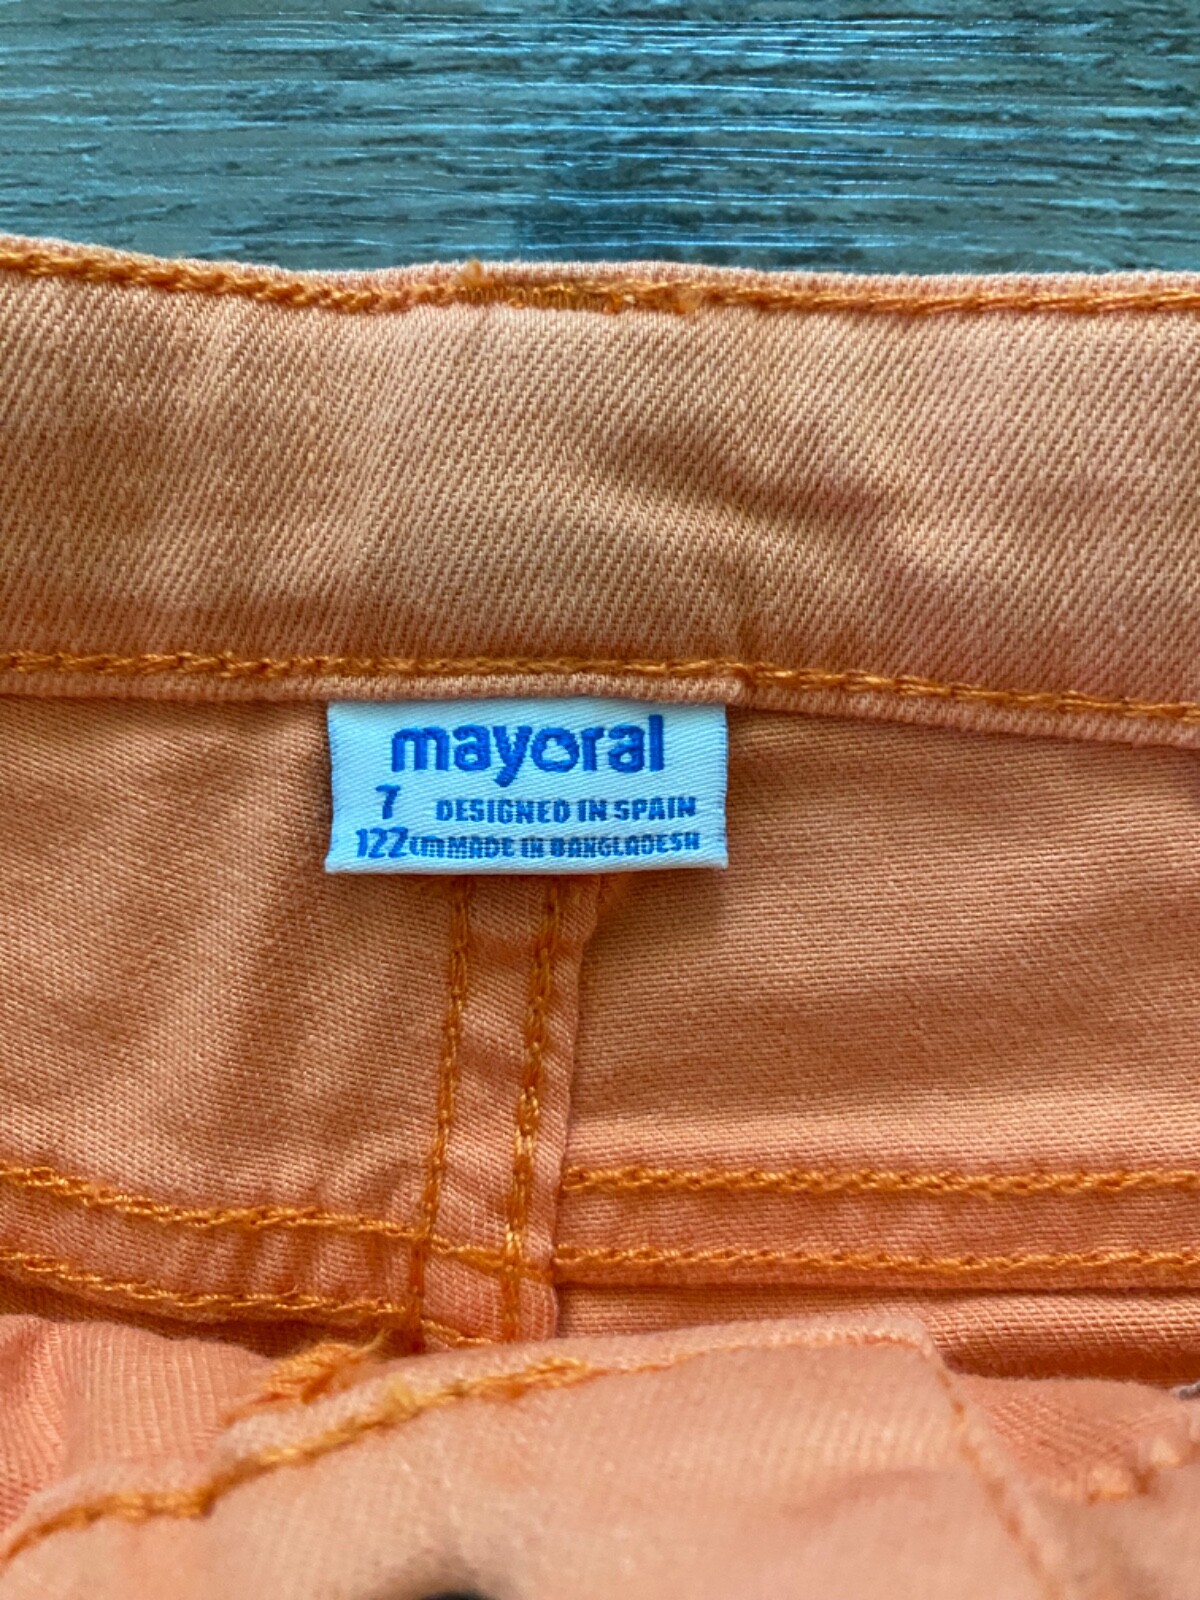 mayoral
7 DESIGNED IN SPAIN
122cm MADE IN BANGLADESH